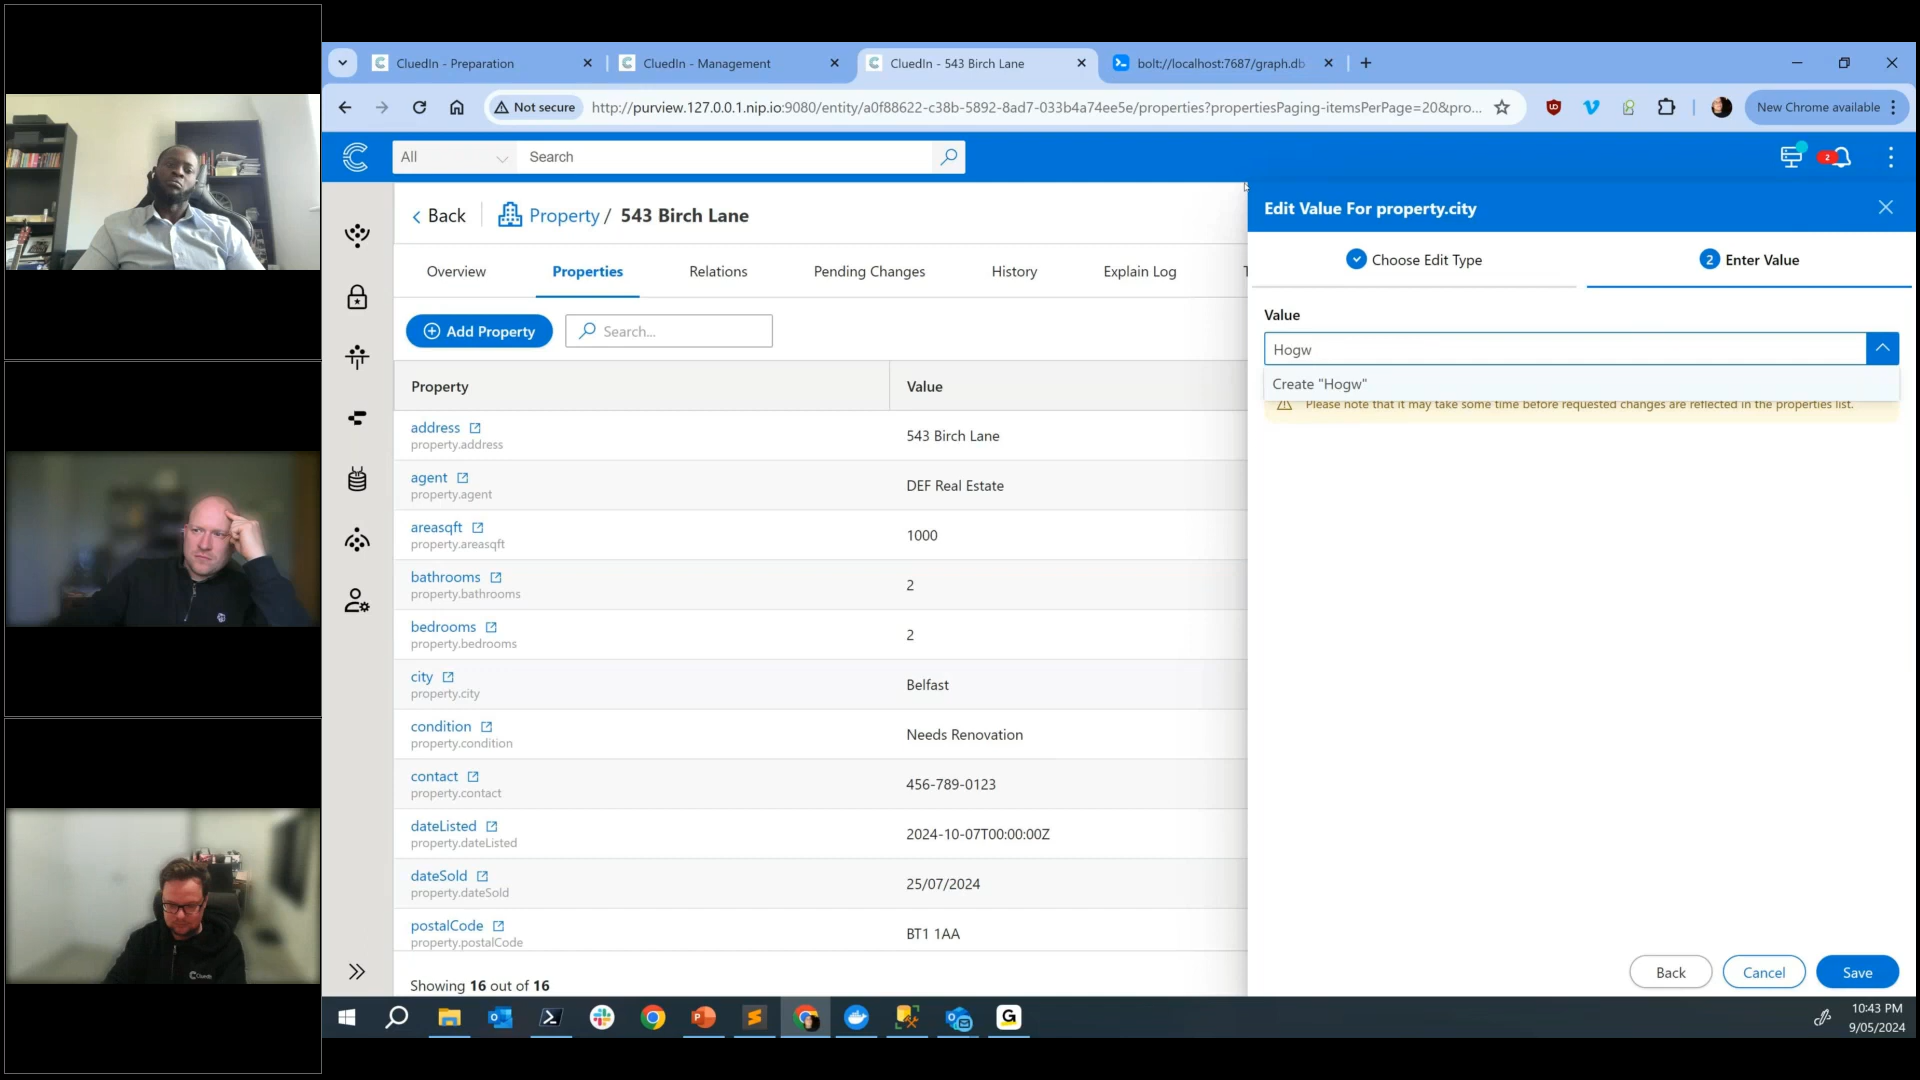 CluedIn - Preparation
CluedIn - Management
CluedIn - 543 Birch Lane
bolt://localhost:7687/graph.db
Not secure
http://purview.127.0.0.1.nip.io:9080/entity/a0f88622-c38b-5892-8ad7-033b4a74ee5e/properties?propertiesPaging-itemsPerPage=20&pro...
New Chrome available
All
Search
2
Back
Property / 543 Birch Lane
Overview
Properties
Relations
Pending Changes
History
Explain Log
Add Property
Search...
Property
Value
address
property.address
543 Birch Lane
agent
property.agent
DEF Real Estate
areasqft
property.areasqft
1000
bathrooms
property.bathrooms
2
bedrooms
property.bedrooms
2
city
property.city
Belfast
condition
property.condition
Needs Renovation
contact
property.contact
456-789-0123
dateListed
property.dateListed
2024-10-07T00:00:00Z
dateSold
property.dateSold
25/07/2024
postalCode
property.postalCode
BT1 1AA
Showing 16 out of 16
Edit Value For property.city
Choose Edit Type
2 Enter Value
Value
Hogw
Create "Hogw"
Please note that it may take some time before requested changes are reflected in the properties list.
Back
Cancel
Save
10:43 PM
9/05/2024
CluedIn